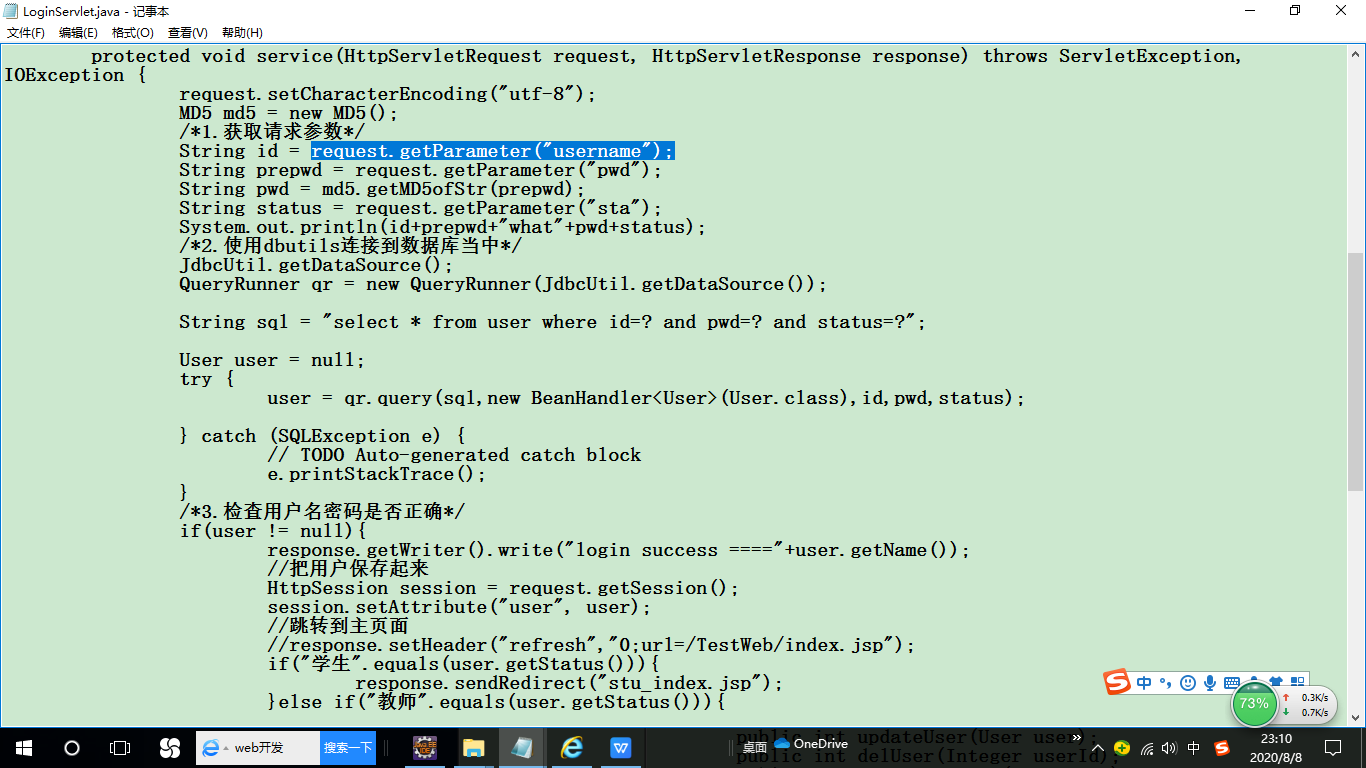 LoginServlet.java - 记事本
文件(F) 编辑(E) 格式(O) 查看(V) 帮助(H)
protected void service(HttpServletRequest request, HttpServletResponse response) throws ServletException,
IOException {
request.setCharacterEncoding("utf-8");
MD5 md5 = new MD5();
/*1.获取请求参数*/
String id = request.getParameter("username");
String prepwd = request.getParameter("pwd");
String pwd = md5.getMD5ofStr(prepwd);
String status = request.getParameter("sta");
System.out.println(id+prepwd+"what"+pwd+status);
/*2.使用dbutils连接到数据库当中*/
JdbcUtil.getDataSource();
QueryRunner qr = new QueryRunner(JdbcUtil.getDataSource());
String sql = "select * from user where id=? and pwd=? and status=?";
User user = null;
try {
user = qr.query(sql,new BeanHandler<User>(User.class),id,pwd,status);
} catch (SQLException e) {
// TODO Auto-generated catch block
e.printStackTrace();
}
/*3.检查用户名密码是否正确*/
if(user != null){
response.getWriter().write("login success ===="+user.getName());
//把用户保存起来
HttpSession session = request.getSession();
session.setAttribute("user", user);
//跳转到主页面
//response.setHeader("refresh","0;url=/TestWeb/index.jsp");
if("学生".equals(user.getStatus())){
response.sendRedirect("stu_index.jsp");
}else if("教师".equals(user.getStatus())){
中
73%
0.3K/s
0.7K/s
web开发 搜索一下
桌面 OneDrive
public int updateUser(User user);
public int delUser(Integer userId);
中
23:10
2020/8/8